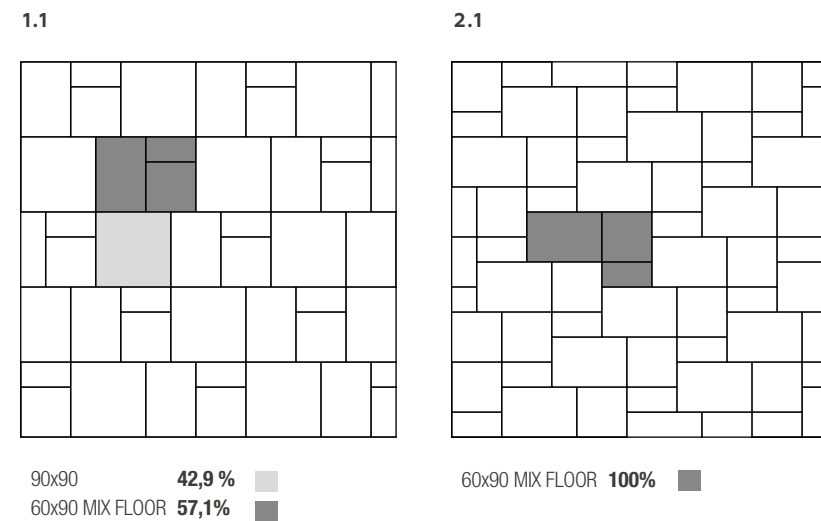 1.1
2.1
90x90 42,9 %
60x90 MIX FLOOR 57,1%
60x90 MIX FLOOR 100%